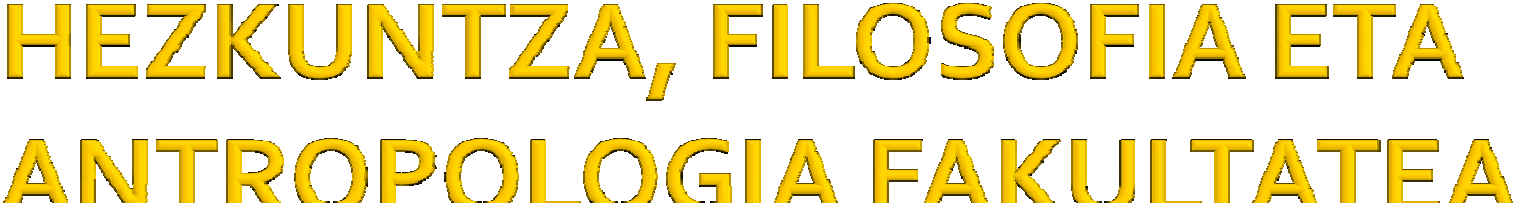 HEZKUNTZA, FILOSOFIA ETA
ANTROPOLOGIA FAKULTATEA